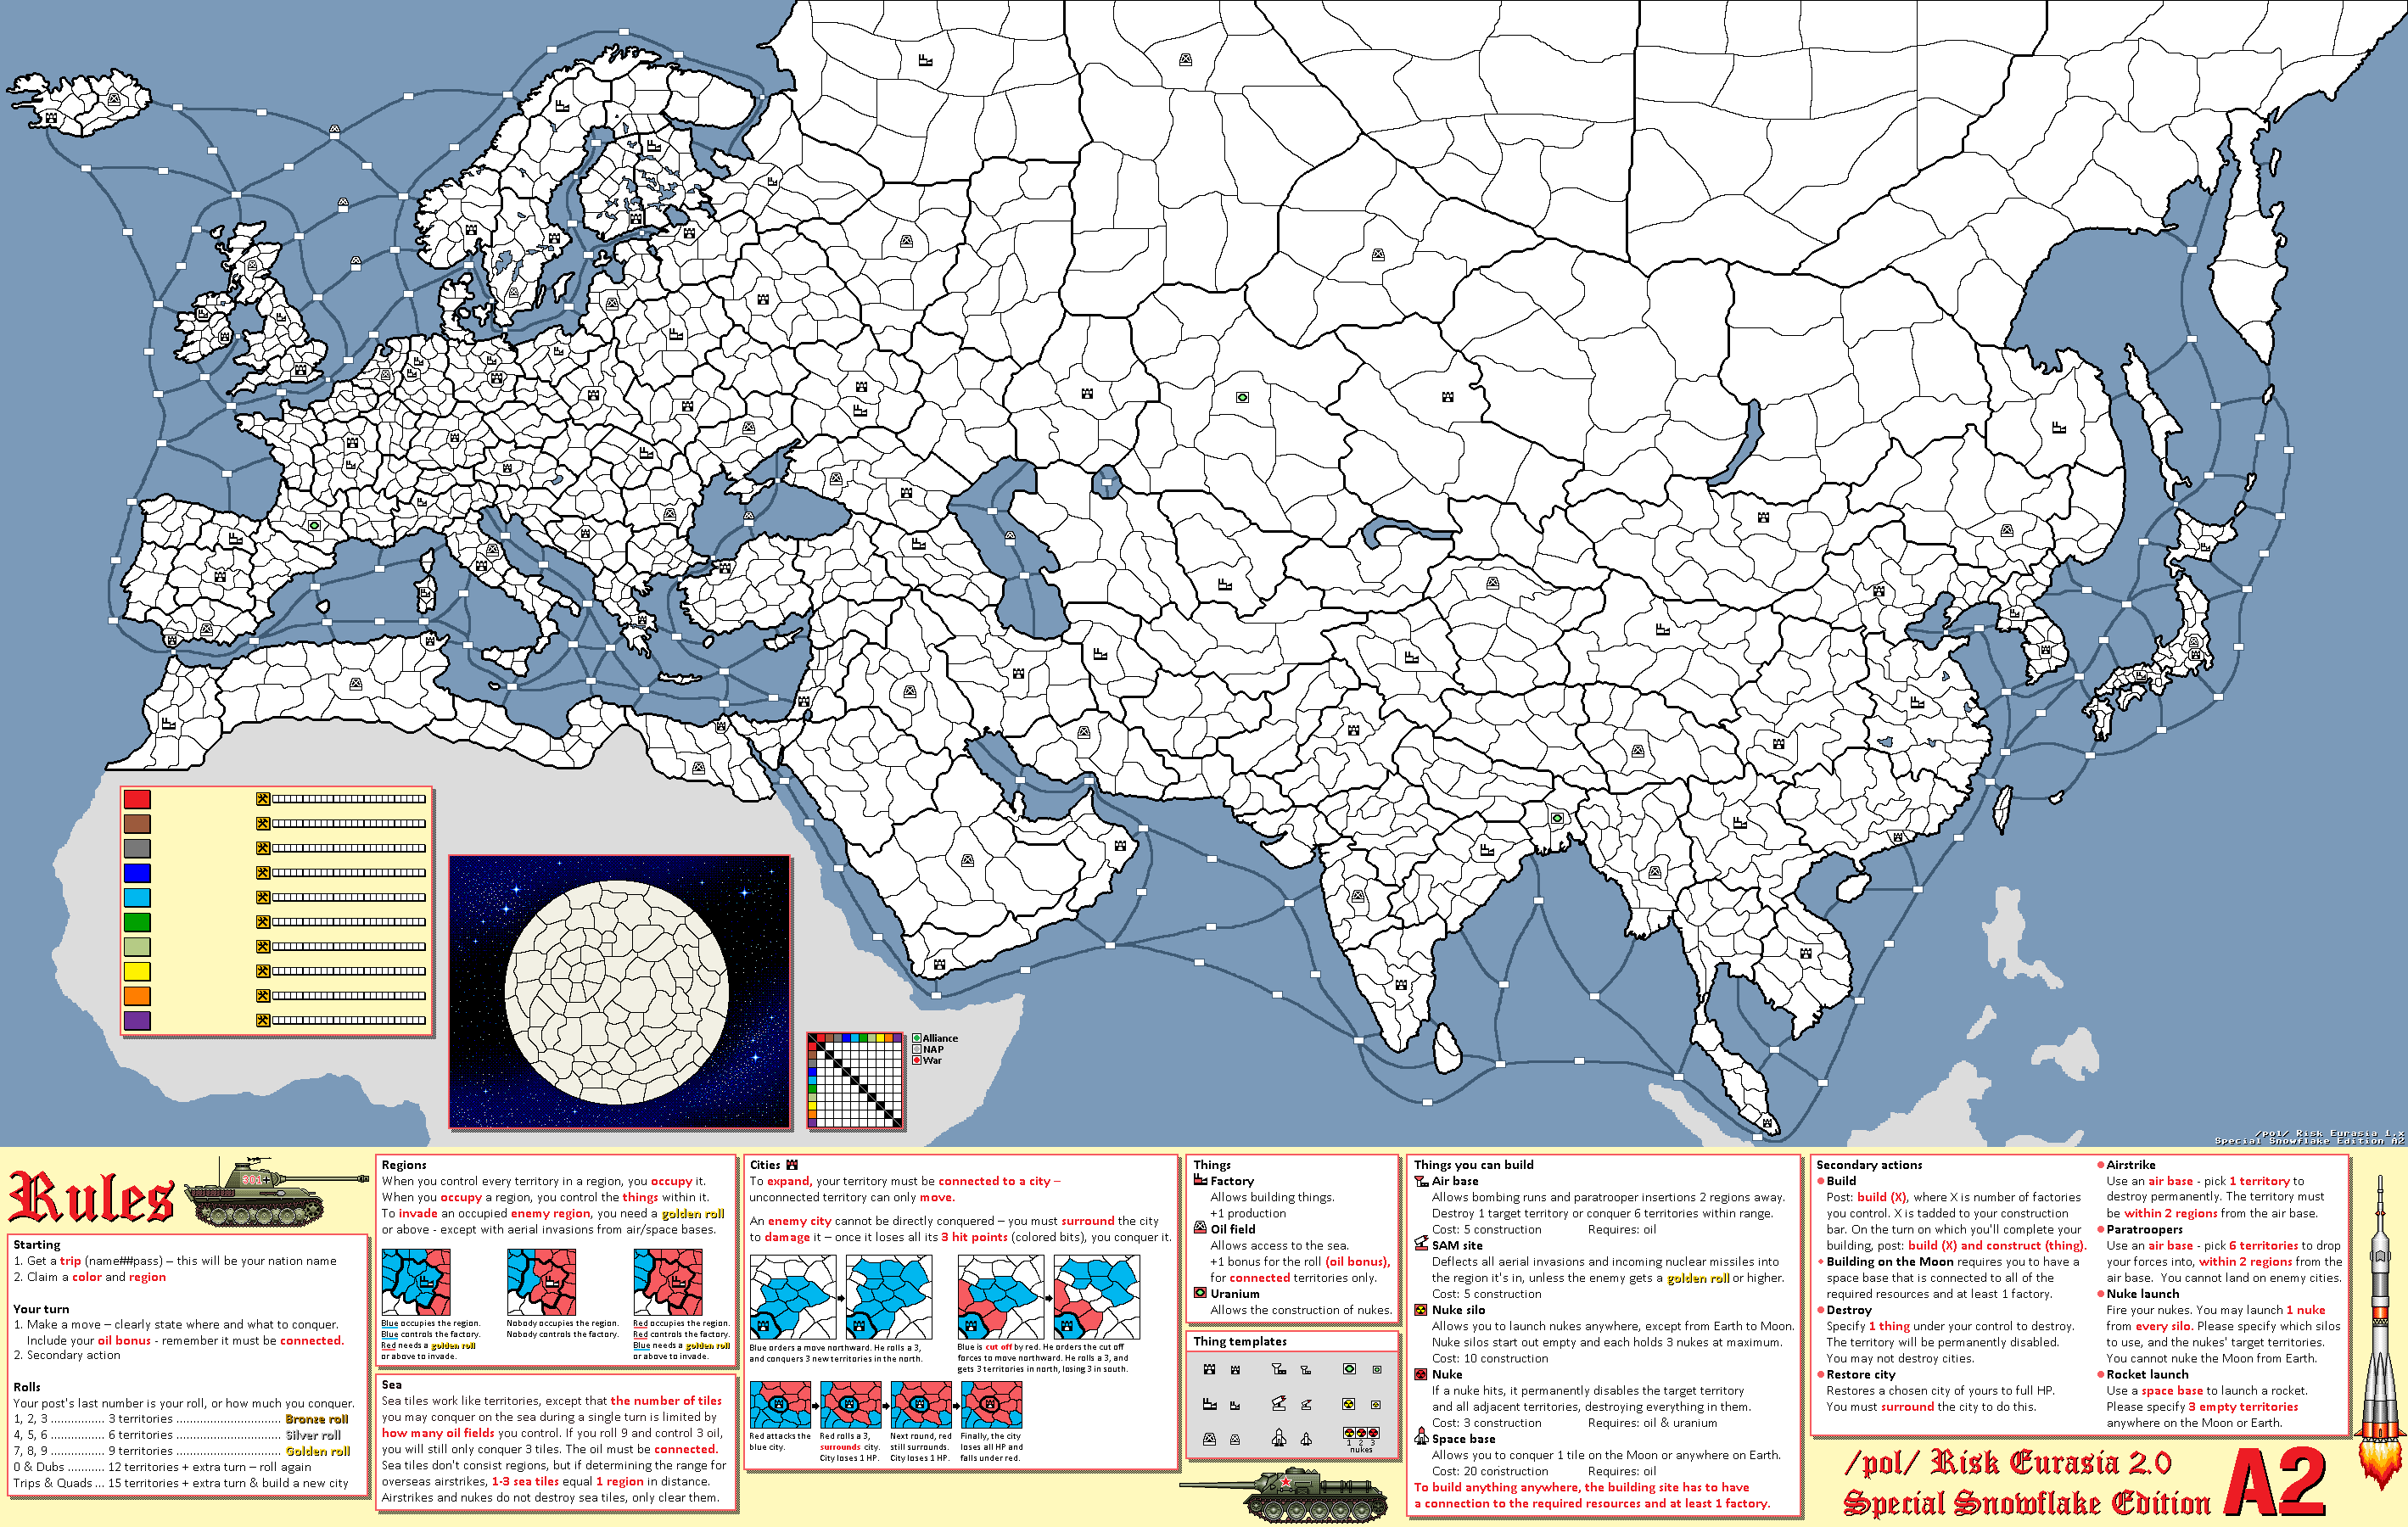 Alliance
NAP
War
/pol/ Risk Eurasia 1.x
Special Snowflake Edition A2
Rules
301+
Starting
1. Get a trip (name##pass) – this will be your nation name
2. Claim a color and region
Your turn
1. Make a move – clearly state where and what to conquer.
Include your oil bonus - remember it must be connected.
2. Secondary action
Rolls
Your post's last number is your roll, or how much you conquer.
1, 2, 3 .............. 3 territories ............................ Bronze roll
4, 5, 6 .............. 6 territories ............................ Silver roll
7, 8, 9 .............. 9 territories ............................ Golden roll
0 & Dubs .......... 12 territories + extra turn – roll again
Trips & Quads ... 15 territories + extra turn & build a new city
Regions
When you control every territory in a region, you occupy it.
When you occupy a region, you control the things within it.
To invade an occupied enemy region, you need a golden roll
or above - except with aerial invasions from air/space bases.
Blue occupies the region.
Blue controls the factory.
Red needs a golden roll
or above to invade.
Nobody occupies the region.
Nobody controls the factory.
Red occupies the region.
Red controls the factory.
Blue needs a golden roll
or above to invade.
Sea
Sea tiles work like territories, except that the number of tiles
you may conquer on the sea during a single turn is limited by
how many oil fields you control. If you roll 9 and control 3 oil,
you will still only conquer 3 tiles. The oil must be connected.
Sea tiles don't consist regions, but if determining the range for
overseas airstrikes, 1-3 sea tiles equal 1 region in distance.
Airstrikes and nukes do not destroy sea tiles, only clear them.
Cities
To expand, your territory must be connected to a city –
unconnected territory can only move.
An enemy city cannot be directly conquered – you must surround the city
to damage it – once it loses all its 3 hit points (colored bits), you conquer it.
Blue orders a move northward. He rolls a 3,
and conquers 3 new territories in the north.
Blue is cut off by red. He orders the cut off
forces to move northward. He rolls a 3, and
gets 3 territories in north, losing 3 in south.
Red attacks the
blue city.
Red rolls a 3,
surrounds city.
City loses 1 HP.
Next round, red
still surrounds.
City loses 1 HP.
Finally, the city
loses all HP and
falls under red.
Things
Factory
Allows building things.
+1 production
Oil field
Allows access to the sea.
+1 bonus for the roll (oil bonus),
for connected territories only.
Uranium
Allows the construction of nukes.
Thing templates
1 2 3
nukes
Things you can build
Air base
Allows bombing runs and paratrooper insertions 2 regions away.
Destroy 1 target territory or conquer 6 territories within range.
Cost: 5 construction Requires: oil
SAM site
Deflects all aerial invasions and incoming nuclear missiles into
the region it's in, unless the enemy gets a golden roll or higher.
Cost: 5 construction
Nuke silo
Allows you to launch nukes anywhere, except from Earth to Moon.
Nuke silos start out empty and each holds 3 nukes at maximum.
Cost: 10 construction
Nuke
If a nuke hits, it permanently disables the target territory
and all adjacent territories, destroying everything in them.
Cost: 3 construction Requires: oil & uranium
Space base
Allows you to conquer 1 tile on the Moon or anywhere on Earth.
Cost: 20 construction Requires: oil
To build anything anywhere, the building site has to have
a connection to the required resources and at least 1 factory.
Secondary actions
Build
Post: build (X), where X is number of factories
you control. X is tadded to your construction
bar. On the turn on which you'll complete your
building, post: build (X) and construct (thing).
Building on the Moon requires you to have a
space base that is connected to all of the
required resources and at least 1 factory.
Destroy
Specify 1 thing under your control to destroy.
The territory will be permanently disabled.
You may not destroy cities.
Restore city
Restores a chosen city of yours to full HP.
You must surround the city to do this.
Airstrike
Use an air base - pick 1 territory to
destroy permanently. The territory must
be within 2 regions from the air base.
Paratroopers
Use an air base - pick 6 territories to drop
your forces into, within 2 regions from the
air base. You cannot land on enemy cities.
Nuke launch
Fire your nukes. You may launch 1 nuke
from every silo. Please specify which silos
to use, and the nukes' target territories.
You cannot nuke the Moon from Earth.
Rocket launch
Use a space base to launch a rocket.
Please specify 3 empty territories
anywhere on the Moon or Earth.
/pol/ Risk Eurasia 2.0
Special Snowflake Edition A2